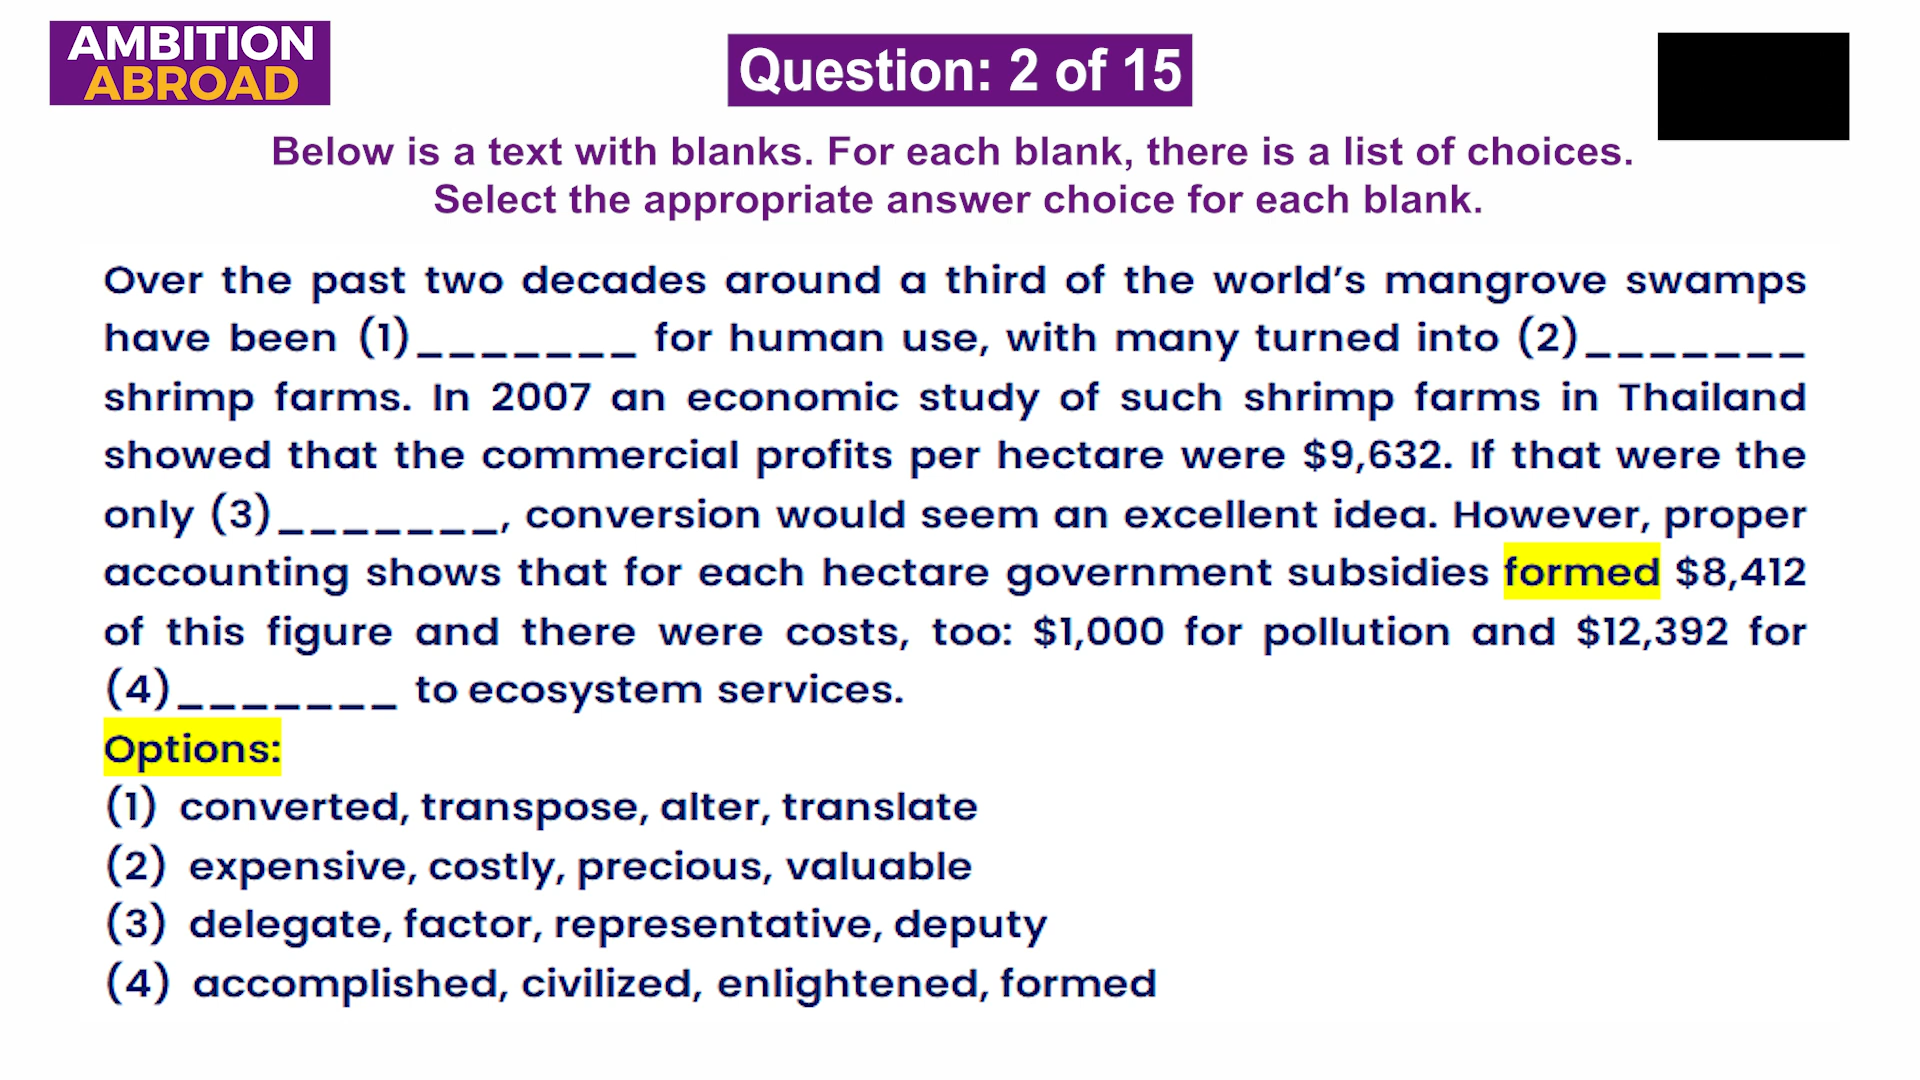 AMBITION
ABROAD
Question: 2 of 15
Below is a text with blanks. For each blank, there is a list of choices.
Select the appropriate answer choice for each blank.
Over the past two decades around a third of the world's mangrove swamps
have been (1)_______ for human use, with many turned into (2)_______
shrimp farms. In 2007 an economic study of such shrimp farms in Thailand
showed that the commercial profits per hectare were $9,632. If that were the
only (3)_______, conversion would seem an excellent idea. However, proper
accounting shows that for each hectare government subsidies formed $8,412
of this figure and there were costs, too: $1,000 for pollution and $12,392 for
(4)_______ to ecosystem services.
Options:
(1) converted, transpose, alter, translate
(2) expensive, costly, precious, valuable
(3) delegate, factor, representative, deputy
(4) accomplished, civilized, enlightened, formed